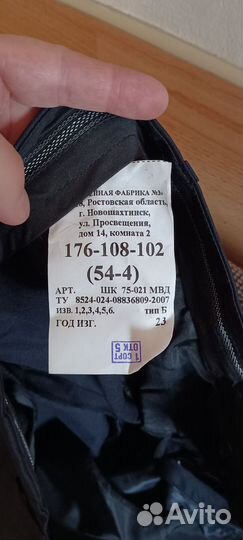 ЕЙНАЯ ФАБРИКА №3»
8, Ростовская область,
г. Новошахтинск,
ул. Просвещения,
дом 14, комната 2
176-108-102
(54-4)
АРТ. ШК 75-021 МВД
ТУ 8524-024-08836809-2007
ИЗВ. 1,2,3,4,5,6. тип Б
ГОД ИЗГ. 23
1 СОРТ
ОТК 5
Avito